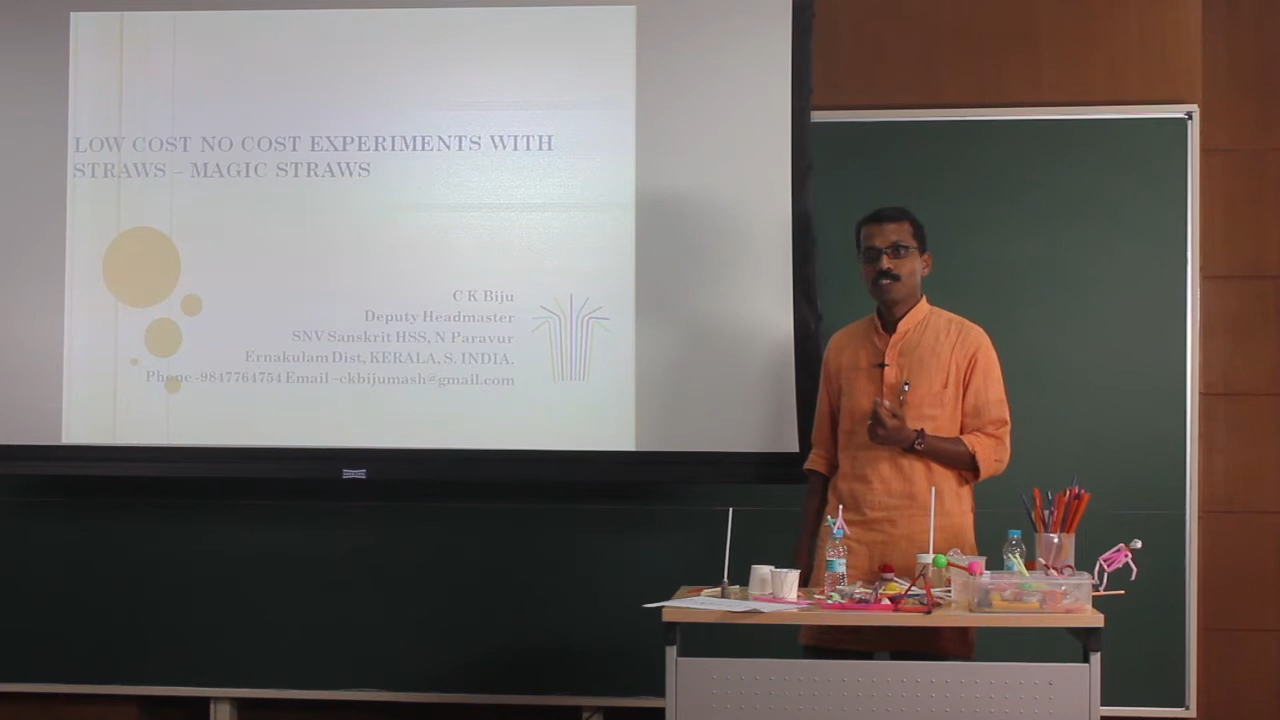 LOW COST NO COST EXPERIMENTS WITH
STRAWS – MAGIC STRAWS
C K Biju
Deputy Headmaster
SNV Sanskrit HSS, N Paravur
Ernakulam Dist, KERALA, S. INDIA.
Phone -9847764754 Email –ckbijumash@gmail.com